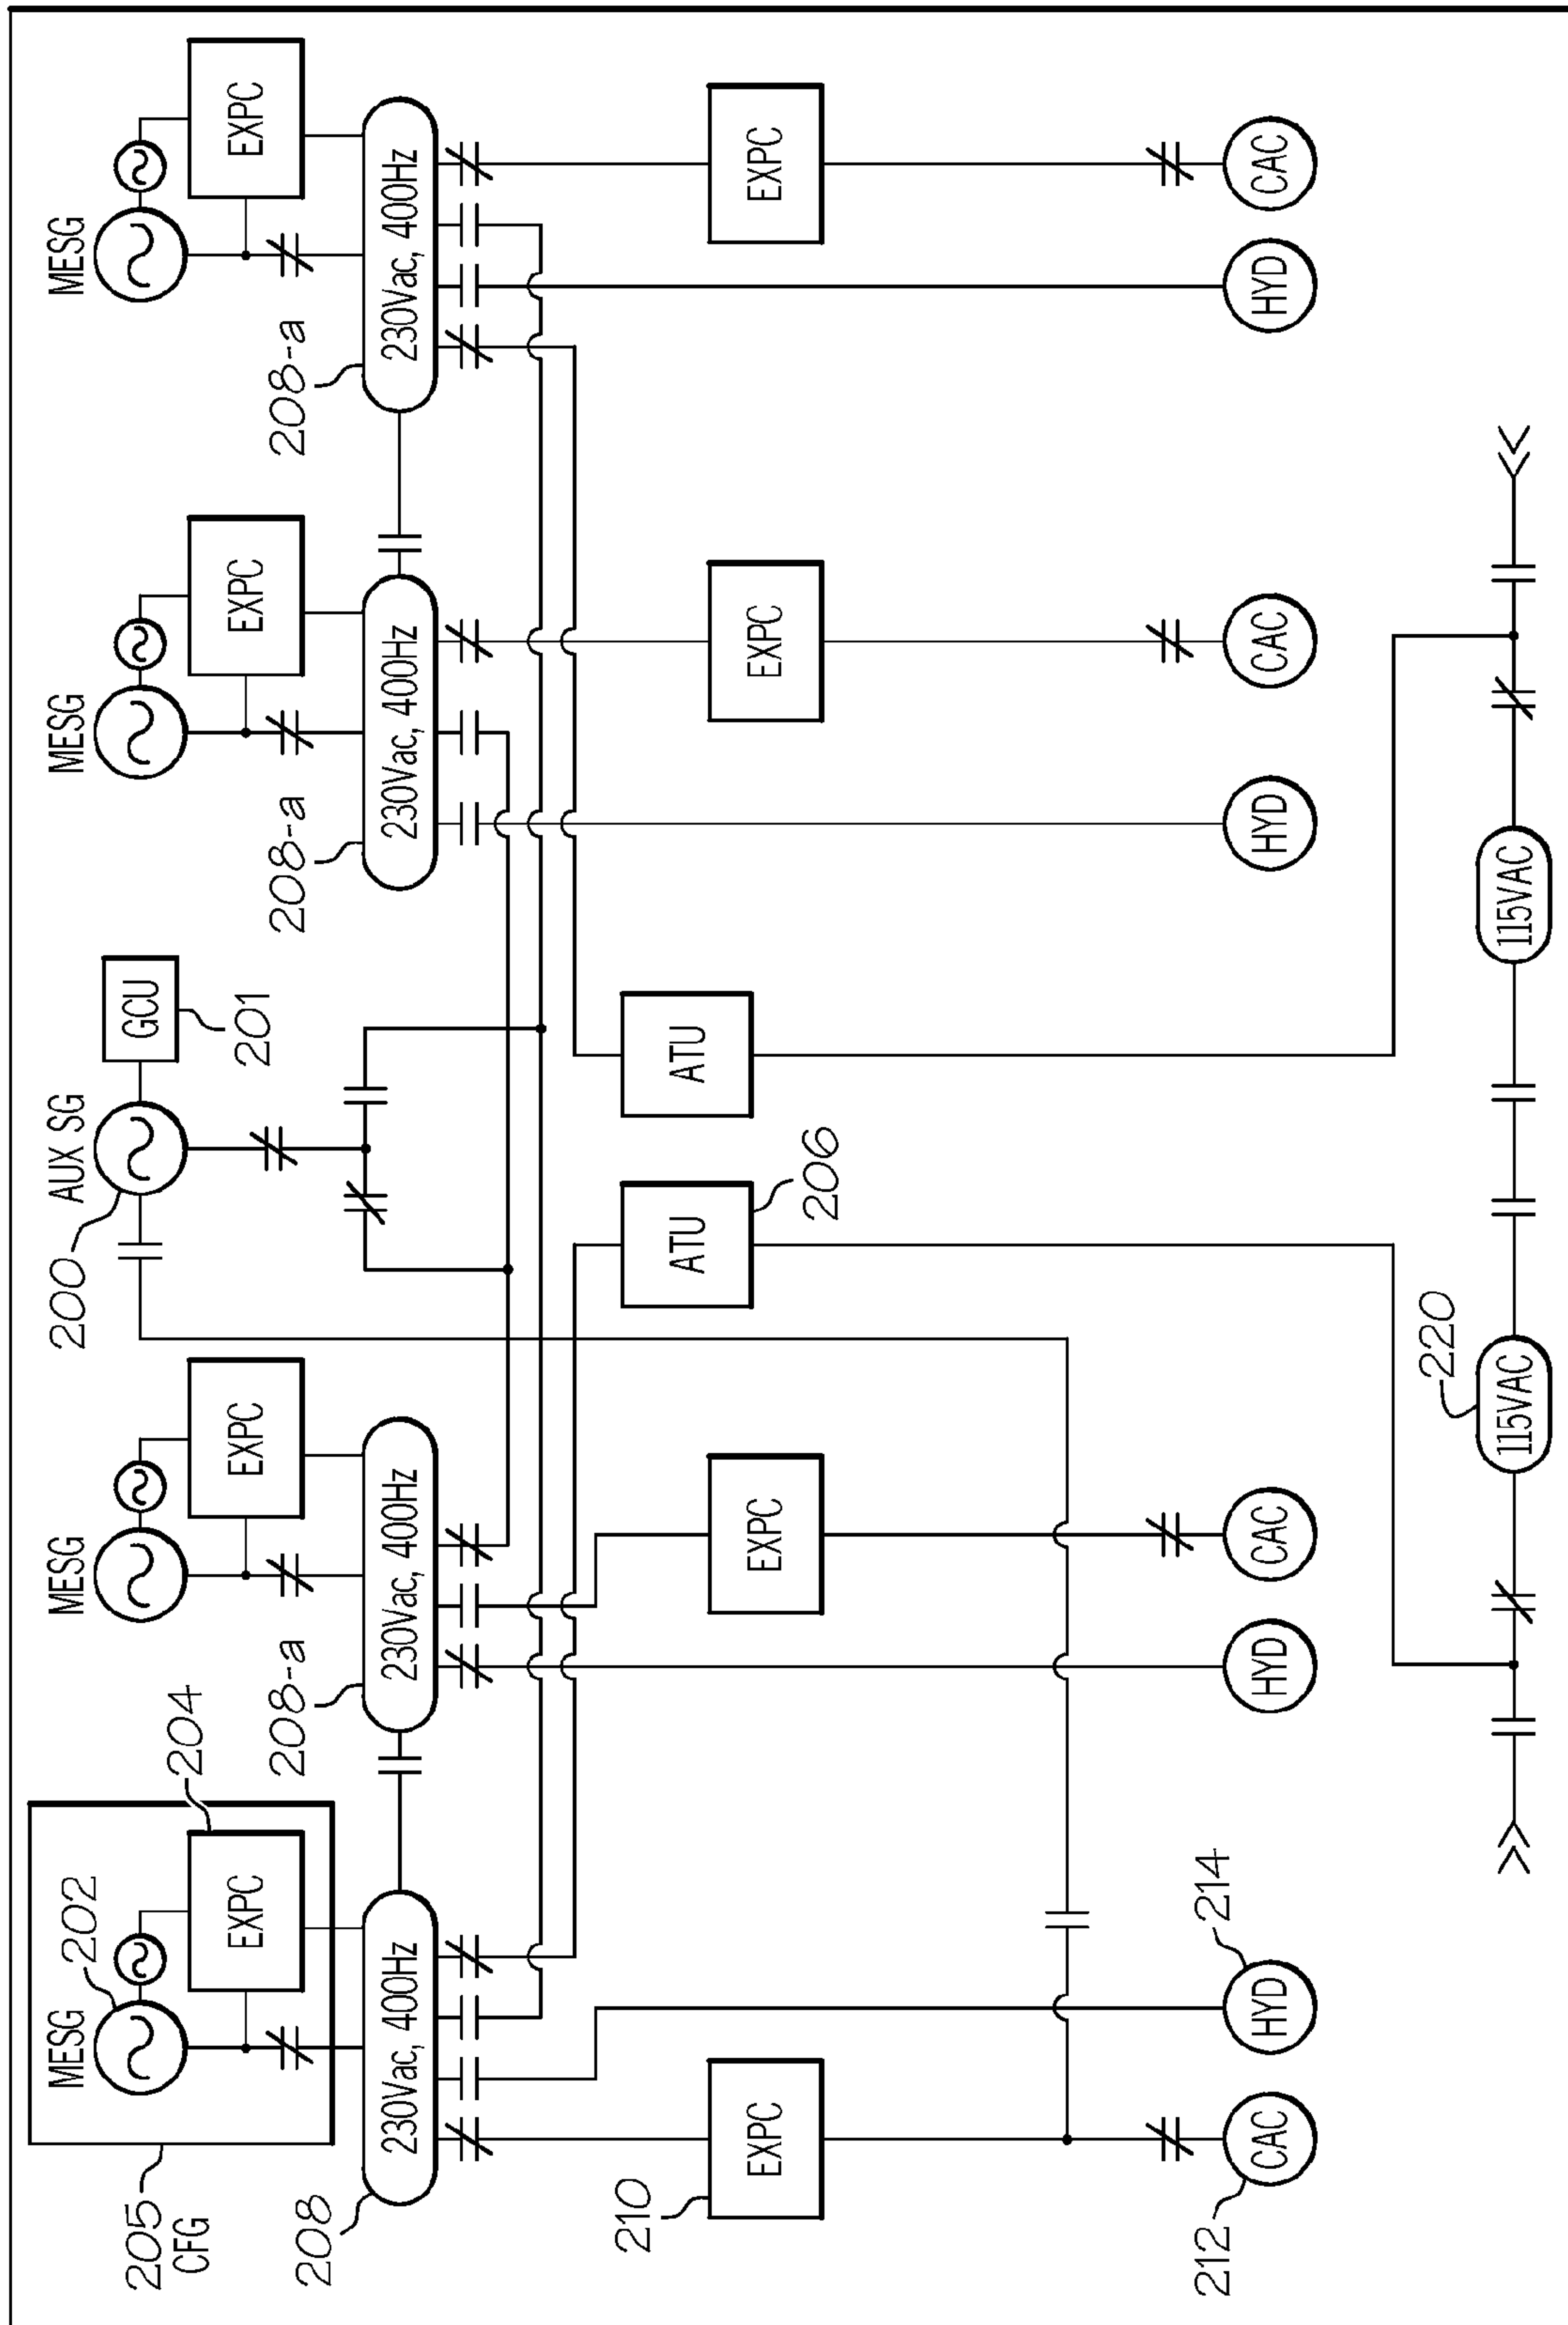 205
CFG
MESG
202
204
EXPC
MESG
EXPC
200
AUX SG
GCU
201
MESG
EXPC
MESG
EXPC
208
230Vac, 400Hz
208-a
230Vac, 400Hz
208-a
230Vac, 400Hz
208-a
230Vac, 400Hz
210
EXPC
EXPC
ATU
206
ATU
EXPC
EXPC
212
CAC
214
HYD
HYD
CAC
HYD
CAC
HYD
CAC
220
115VAC
115VAC